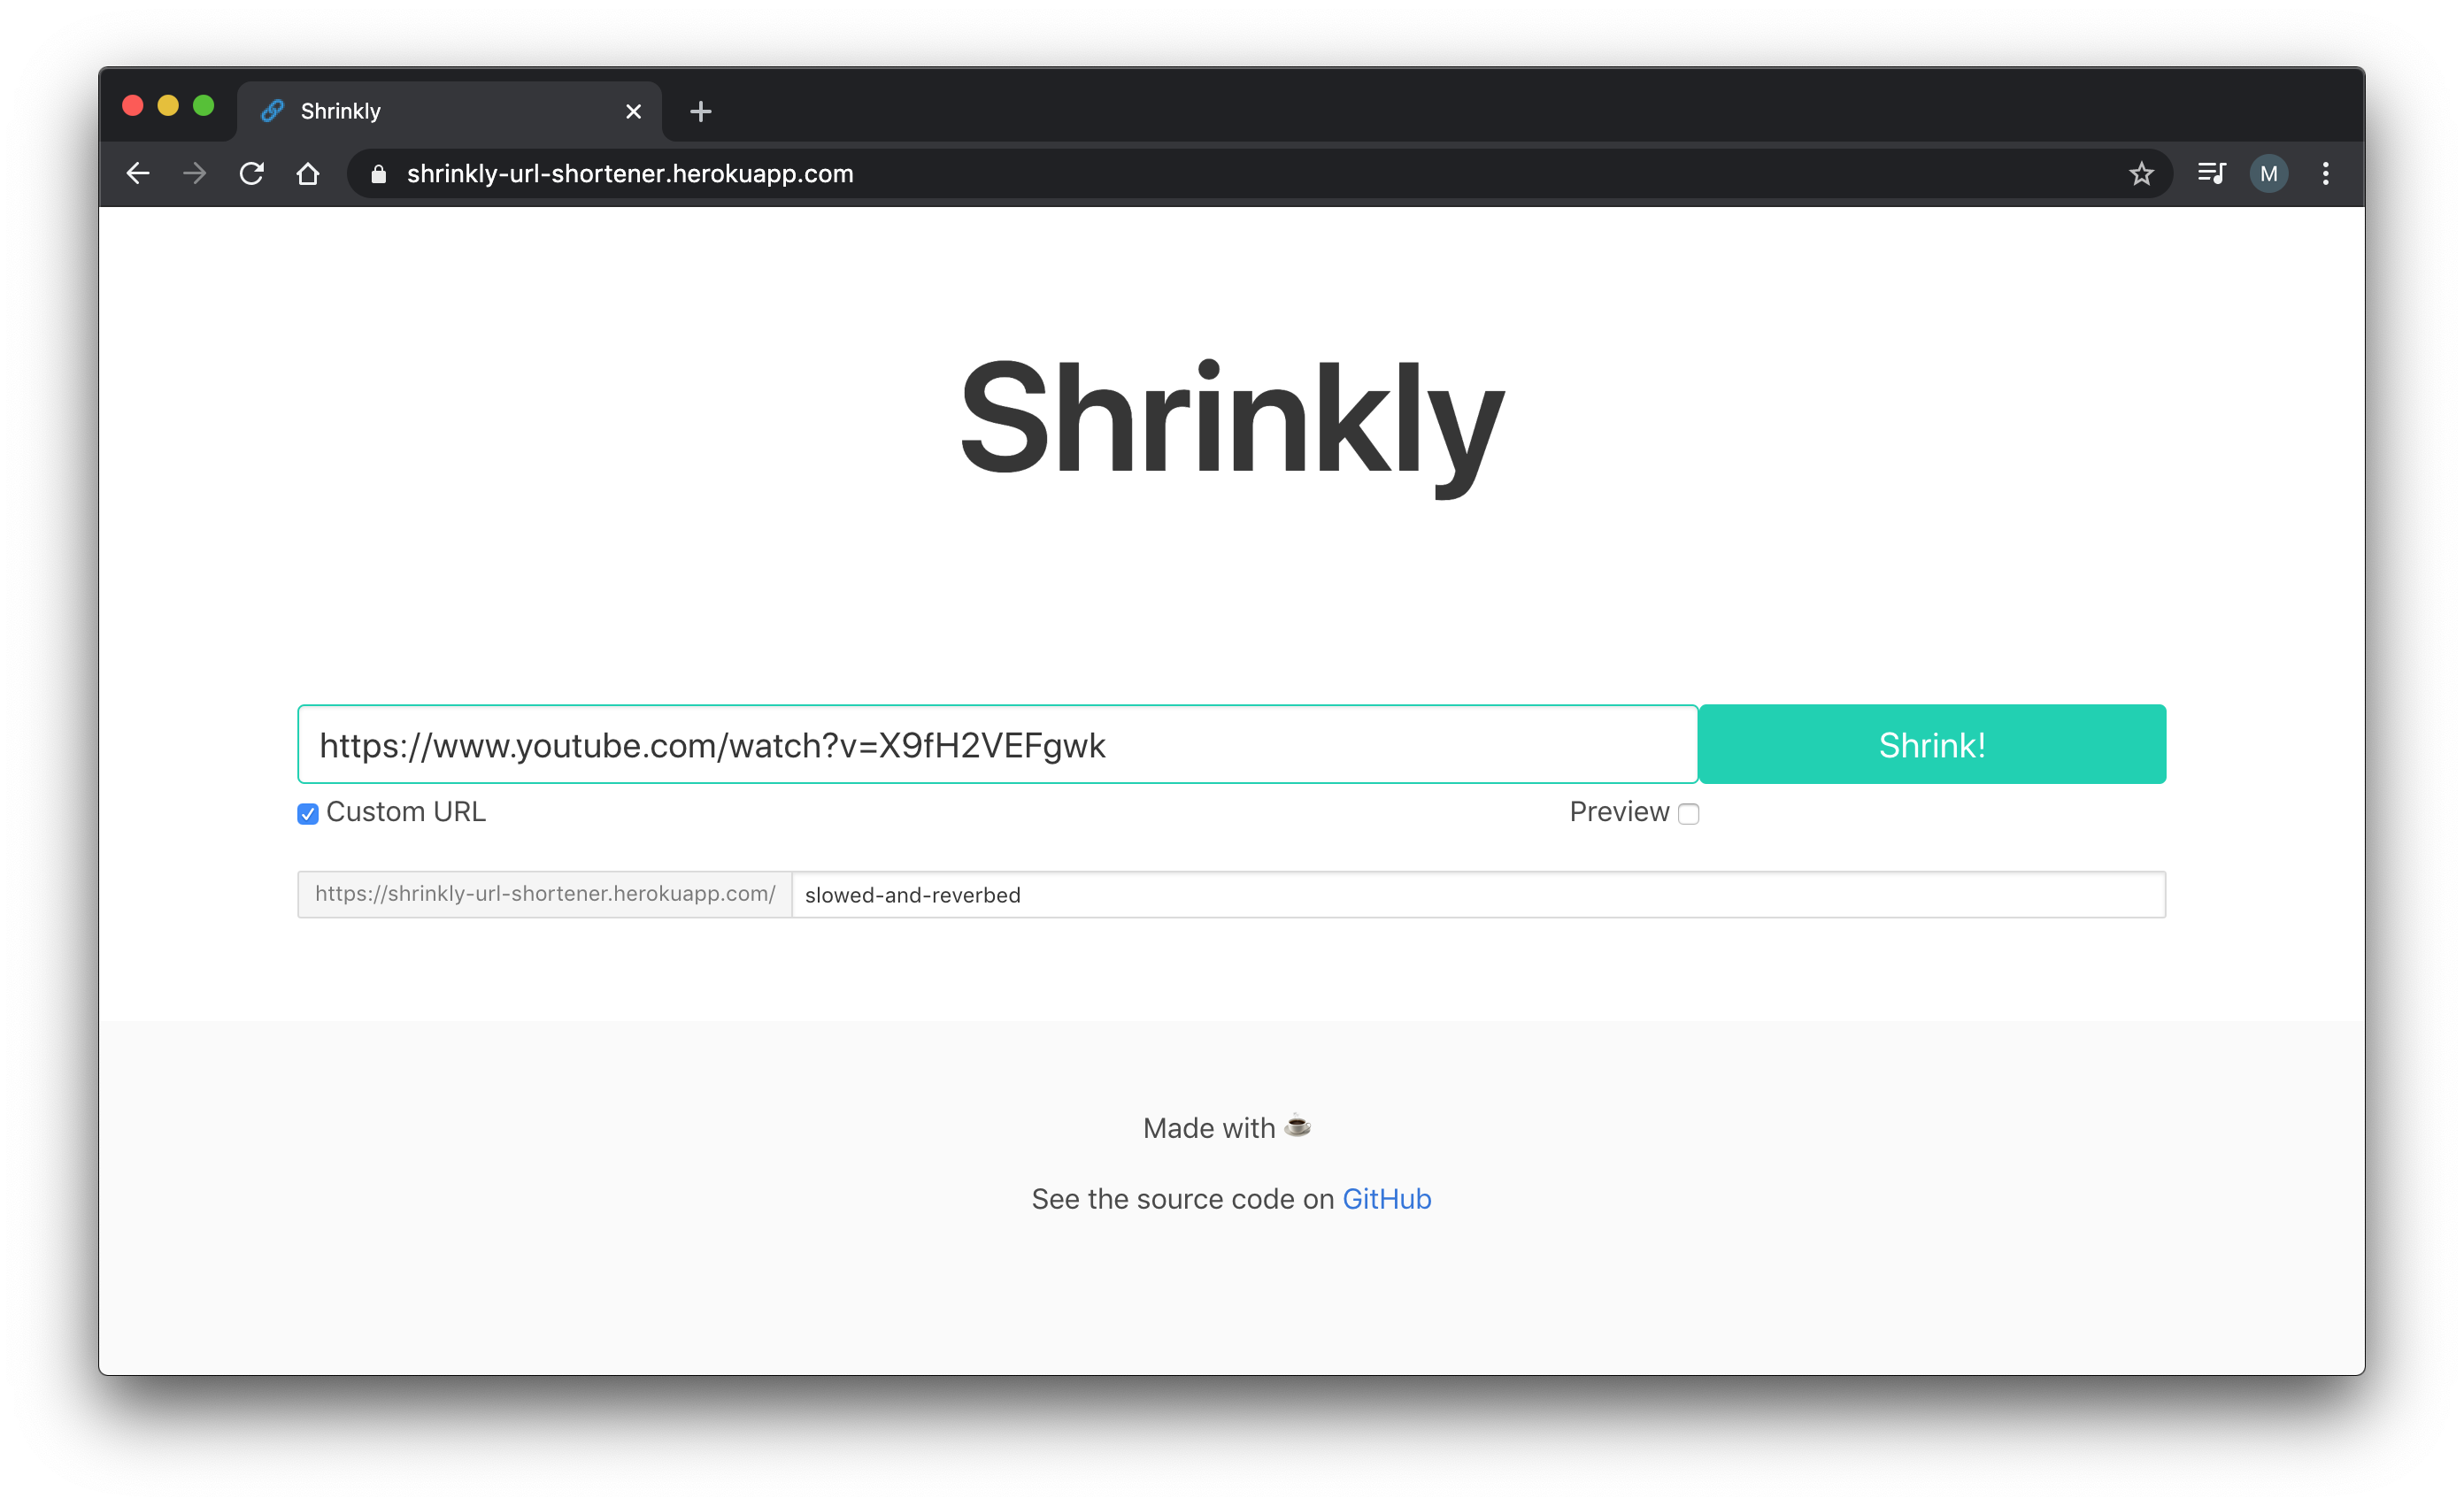 Shrinkly
shrinkly-url-shortener.herokuapp.com
M
Shrinkly
https://www.youtube.com/watch?v=X9fH2VEFgwk
Shrink!
Custom URL
Preview
https://shrinkly-url-shortener.herokuapp.com/
slowed-and-reverbed
Made with ☕
See the source code on GitHub